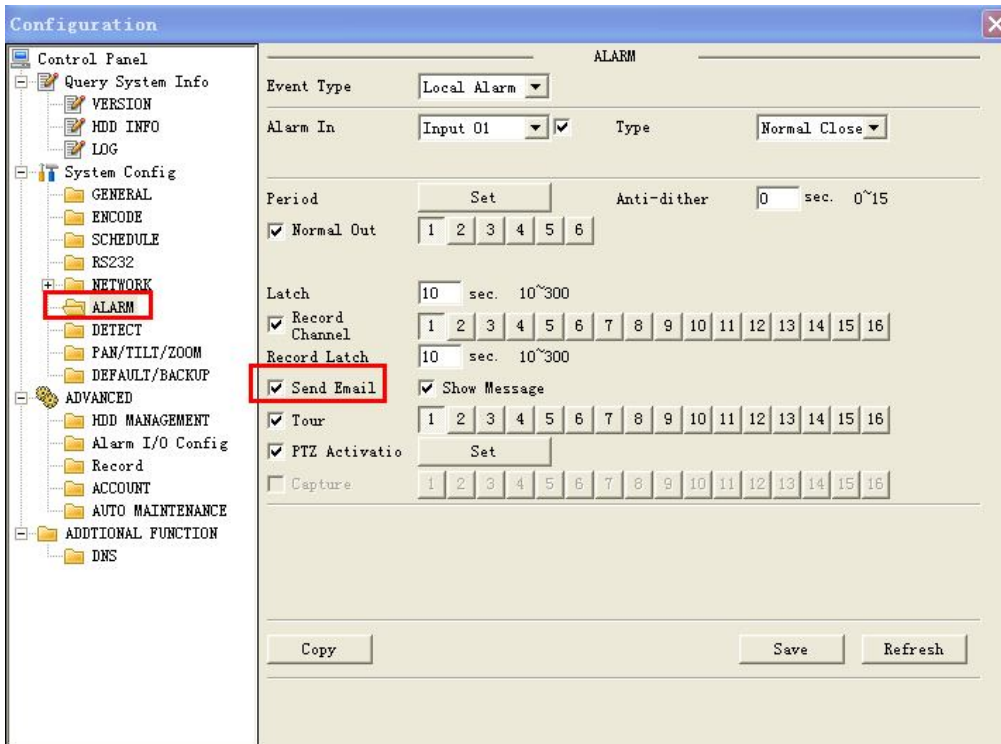 Configuration
Control Panel
Query System Info
VERSION
HDD INFO
LOG
System Config
GENERAL
ENCODE
SCHEDULE
RS232
NETWORK
ALARM
DETECT
PAN/TILT/ZOOM
DEFAULT/BACKUP
ADVANCED
HDD MANAGEMENT
Alarm I/O Config
Record
ACCOUNT
AUTO MAINTENANCE
ADDTIONAL FUNCTION
DNS
ALARM
Event Type Local Alarm
Alarm In Input 01 Type Normal Close
Period Set Anti-dither 0 sec. 0~15
Normal Out 1 2 3 4 5 6
Latch 10 sec. 10~300
Record Channel 1 2 3 4 5 6 7 8 9 10 11 12 13 14 15 16
Record Latch 10 sec. 10~300
Send Email Show Message
Tour 1 2 3 4 5 6 7 8 9 10 11 12 13 14 15 16
PTZ Activatio Set
Capture 1 2 3 4 5 6 7 8 9 10 11 12 13 14 15 16
Copy Save Refresh